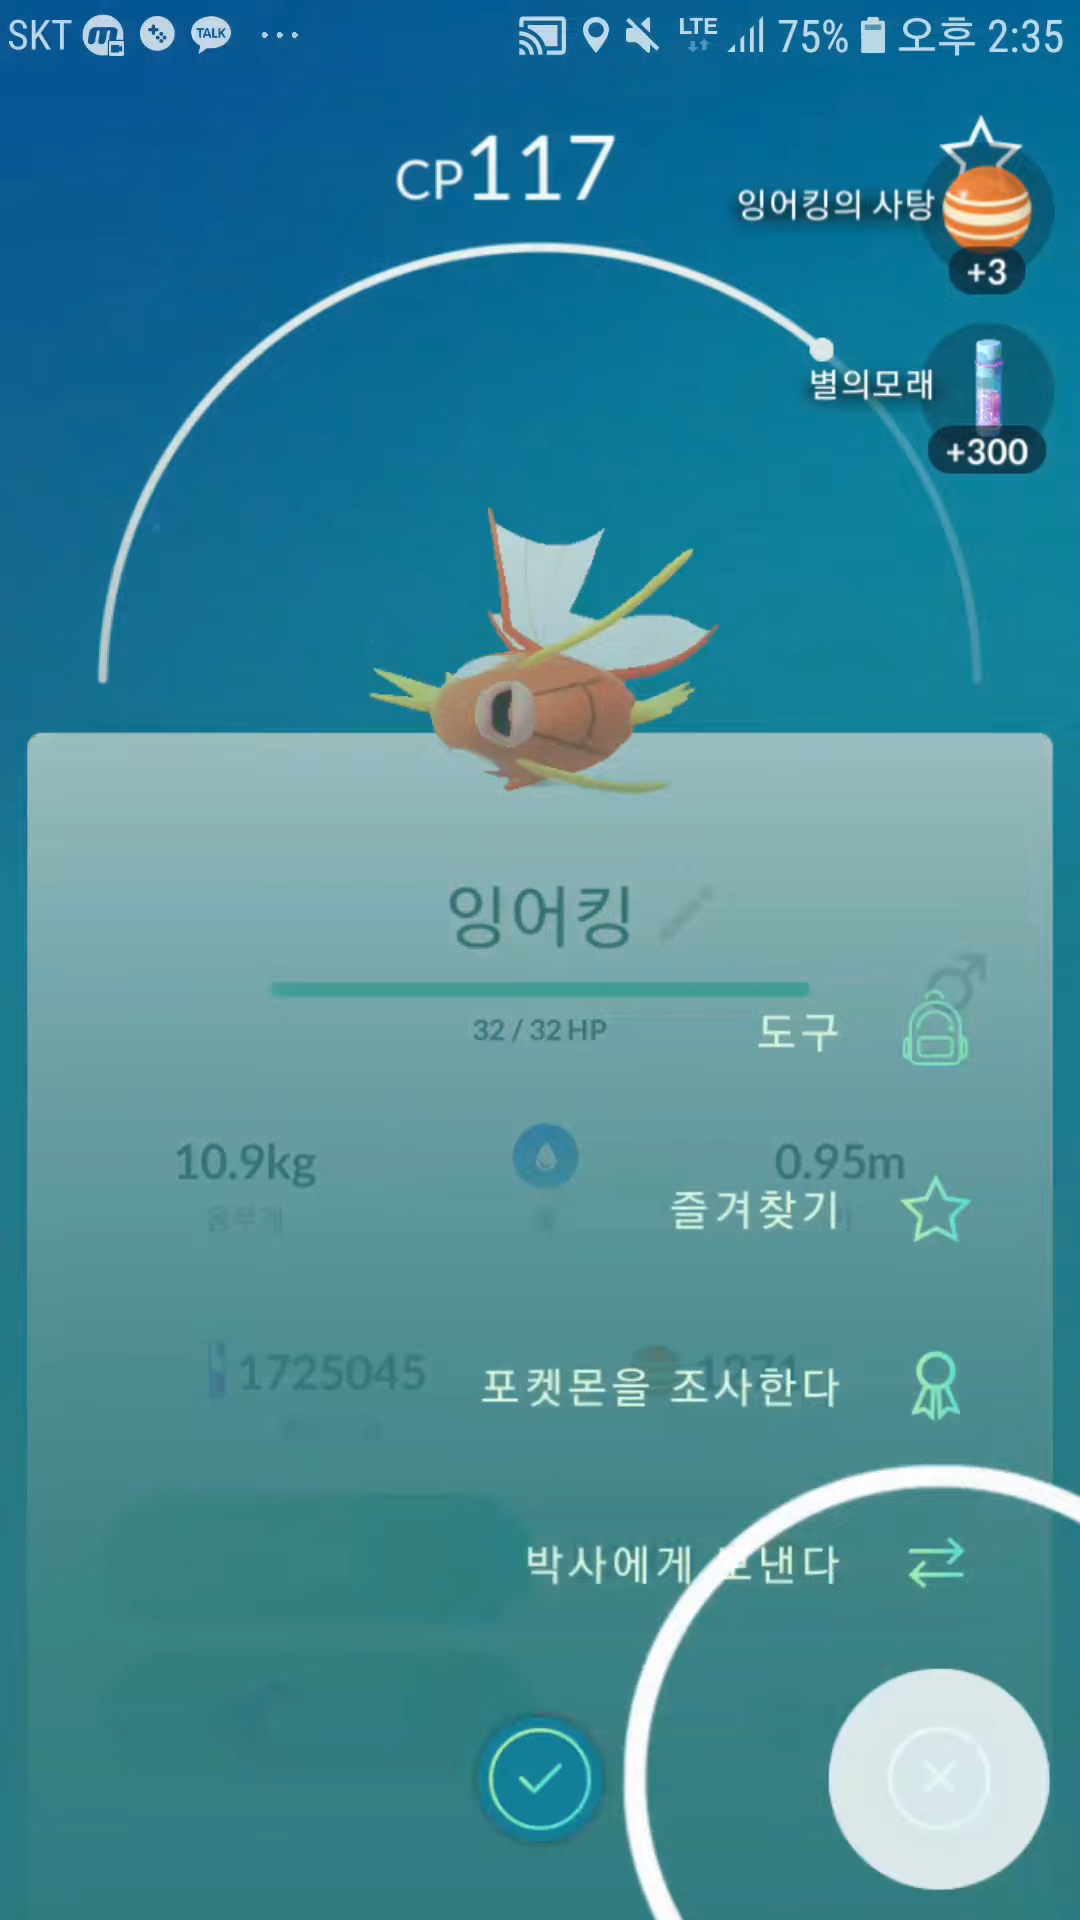 SKT TALK ... LTE 75% 오후 2:35
CP117
잉어킹의 사탕
+3
별의모래
+300
잉어킹
32 / 32 HP
도구
10.9kg
0.95m
즐겨찾기
1725045
포켓몬을 조사한다
박사에게 보낸다